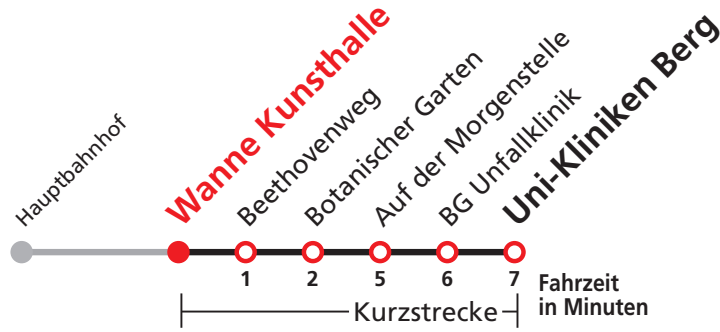 Hauptbahnhof
Wanne Kunsthalle
Beethovenweg
Botanischer Garten
Auf der Morgenstelle
BG Unfallklinik
Uni-Kliniken Berg
1 2 5 6 7 Fahrzeit
in Minuten
Kurzstrecke